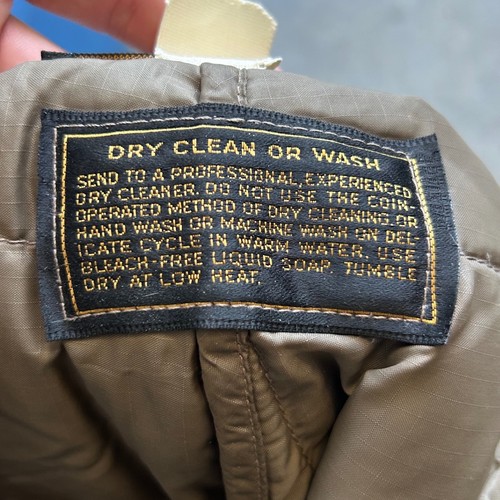 DRY CLEAN OR WASH
SEND TO A PROFESSIONAL, EXPERIENCED
DRY CLEANER. DO NOT USE THE COIN-
OPERATED METHOD OF DRY CLEANING, OR
HAND WASH OR MACHINE WASH ON DEL-
ICATE CYCLE IN WARM WATER. USE
BLEACH-FREE LIQUID SOAP. TUMBLE
DRY AT LOW HEAT.